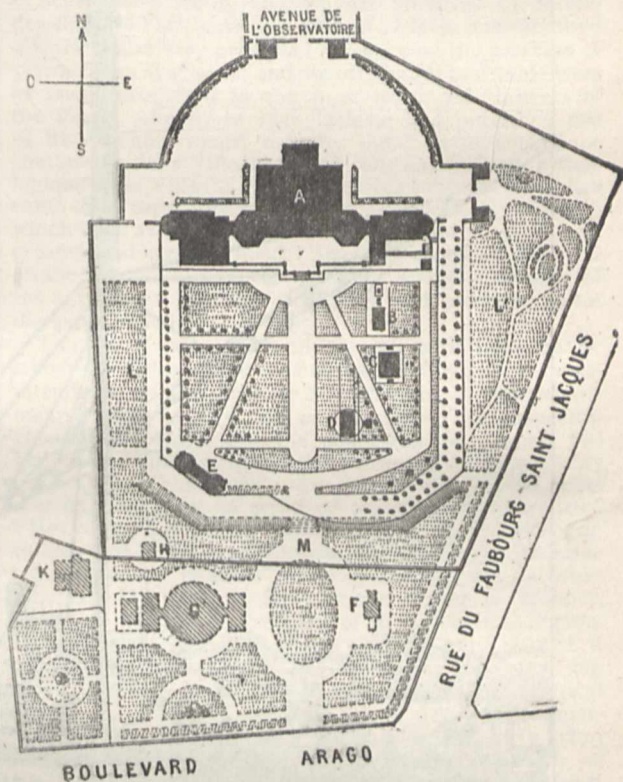 AVENUE DE
L'OBSERVATOIRE
N
O E
S
A
B
L L'
C
D
E
M
H
K
G F
RUE DU FAUBOURG SAINT JACQUES
BOULEVARD ARAGO